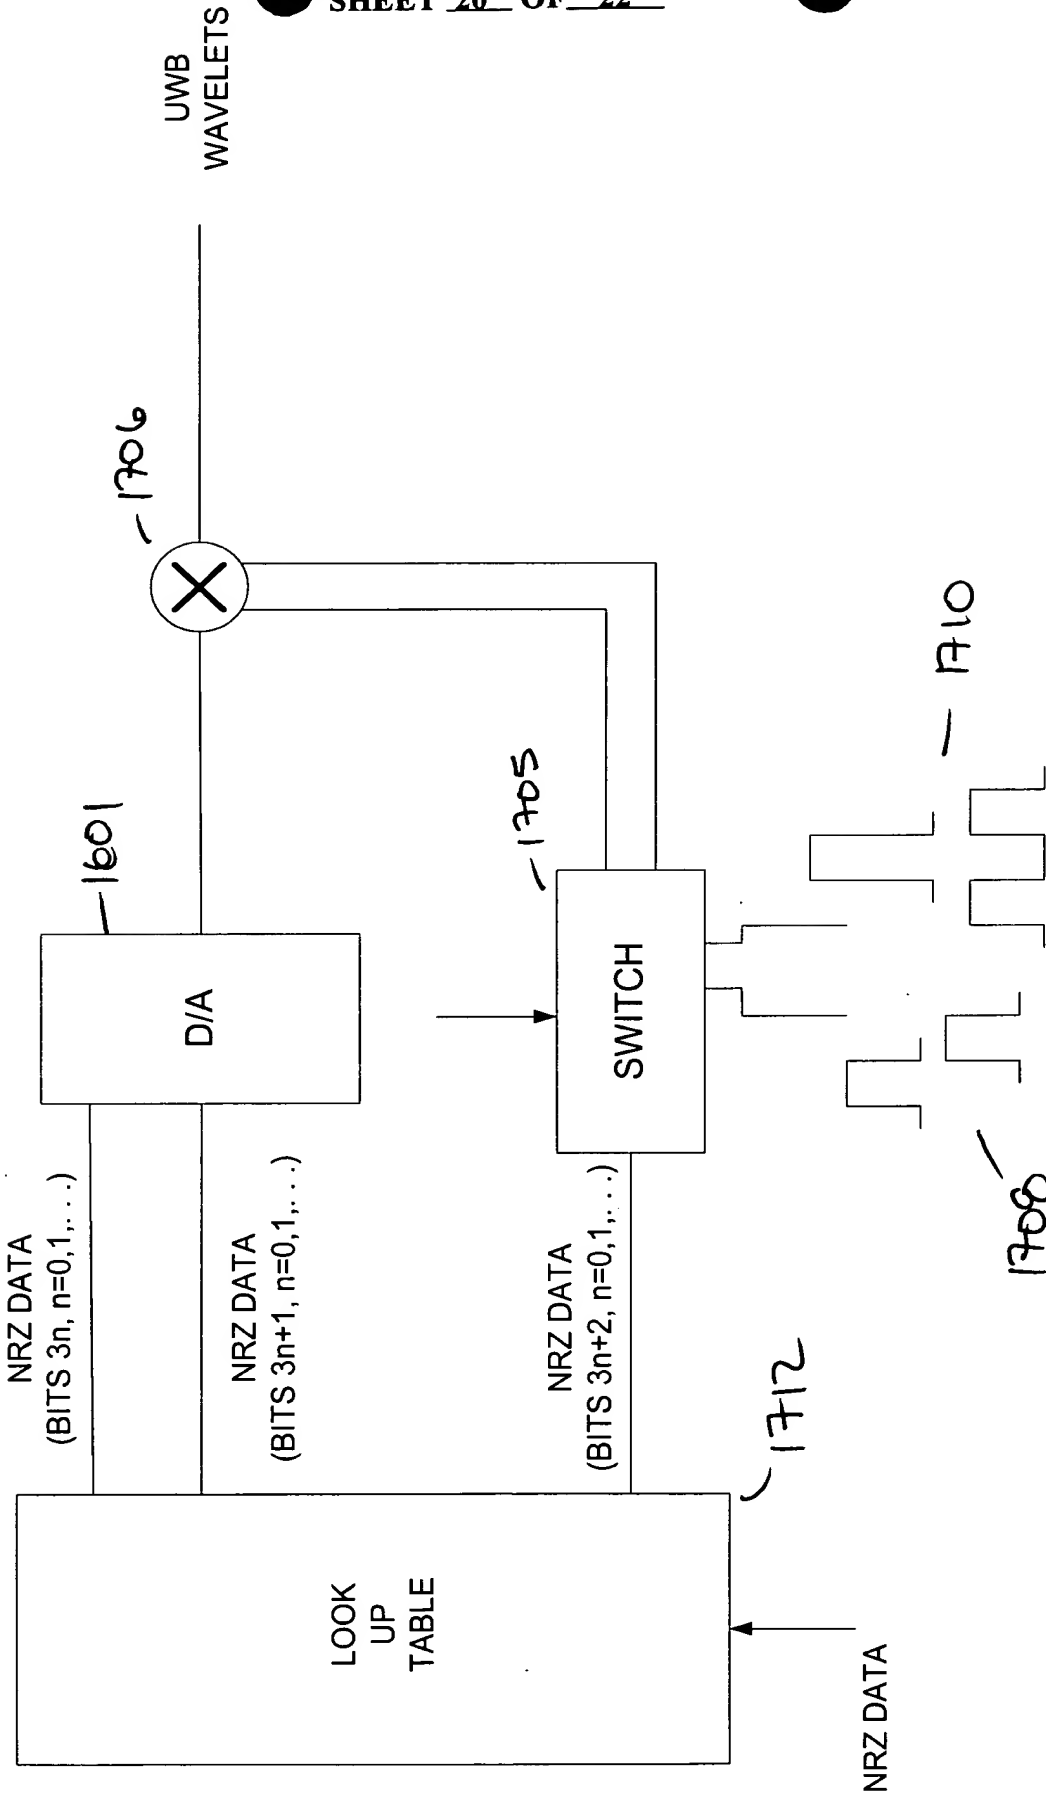 SHEET 20 OF 22
UWB
WAVELETS
1706
1601
D/A
1705
SWITCH
1710
1708
NRZ DATA
(BITS 3n, n=0,1,...)
NRZ DATA
(BITS 3n+1, n=0,1,...)
NRZ DATA
(BITS 3n+2, n=0,1,...)
1712
LOOK
UP
TABLE
NRZ DATA